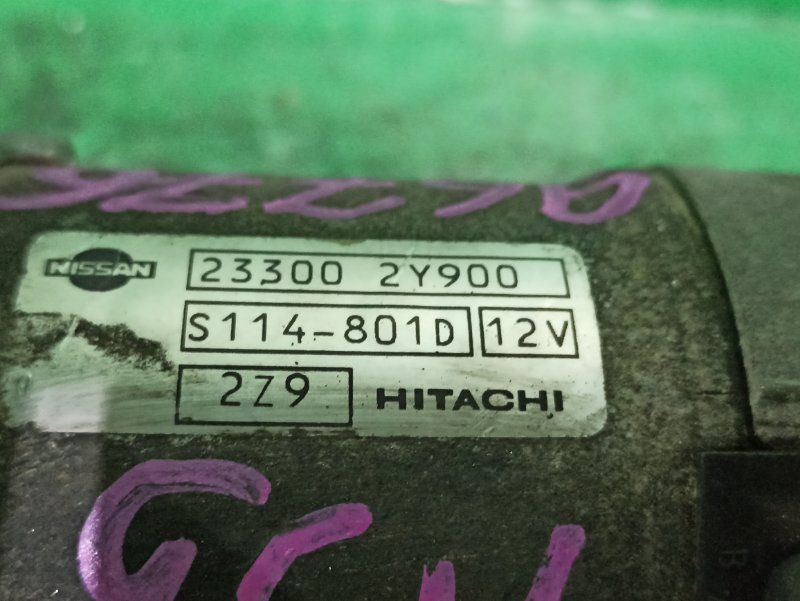 NISSAN 23300 2Y900
S114-801D 12V
2Z9 HITACHI
B